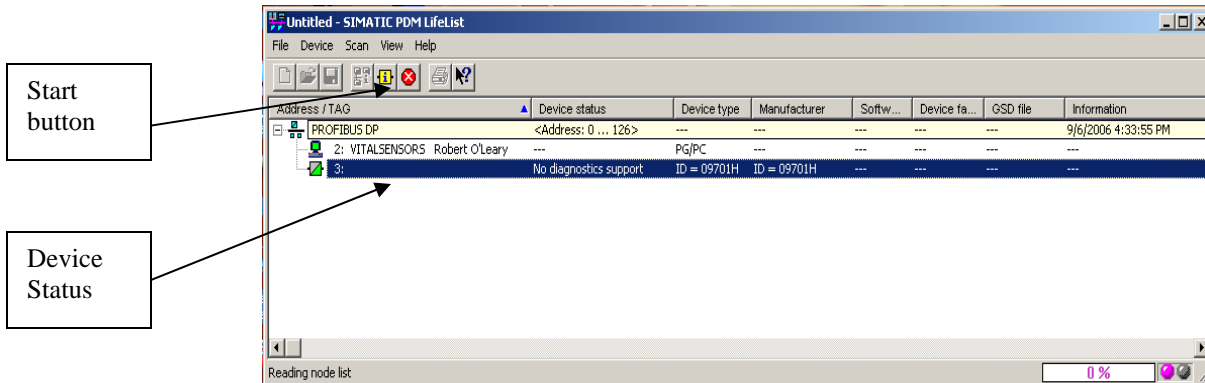 Untitled - SIMATIC PDM LifeList
File Device Scan View Help
Start button
Address / TAG Device status Device type Manufacturer Softw... Device fa... GSD file Information
PROFIBUS DP <Address: 0 ... 126> --- --- --- --- --- 9/6/2006 4:33:55 PM
2: VITALSENSORS Robert O'Leary --- PG/PC --- --- --- --- ---
3: No diagnostics support ID = 09701H ID = 09701H --- --- --- ---
Device Status
Reading node list 0 %